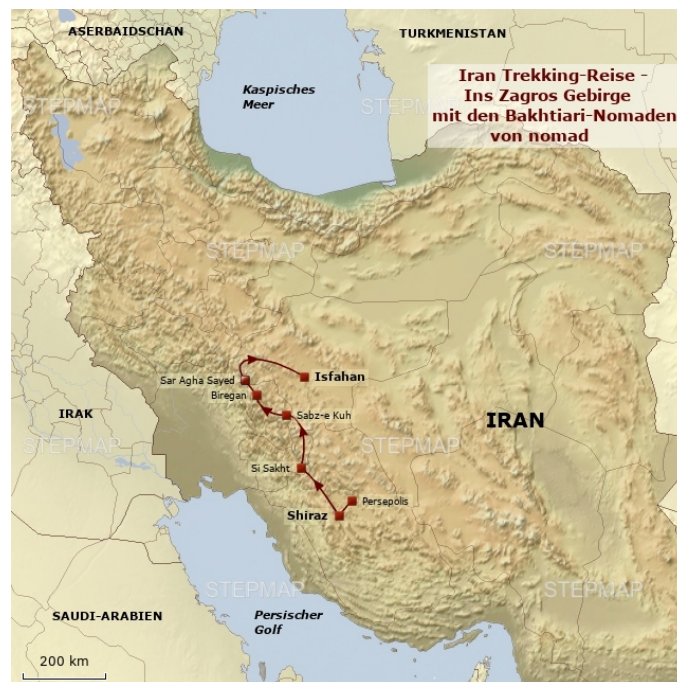 ASERBAIDSCHAN
TURKMENISTAN
Kaspisches
Meer
Iran Trekking-Reise -
Ins Zagros Gebirge
mit den Bakhtiari-Nomaden
von nomad
STEPMAP
STEPMAP
STEPMAP
STEPMAP
Sar Agha Sayed
Isfahan
Biregan
IRAK
Sabz-e Kuh
IRAN
STEPMAP
STEPMAP
Si Sakht
Persepolis
Shiraz
STEPMAP
STEPMAP
SAUDI-ARABIEN
Persischer
Golf
200 km